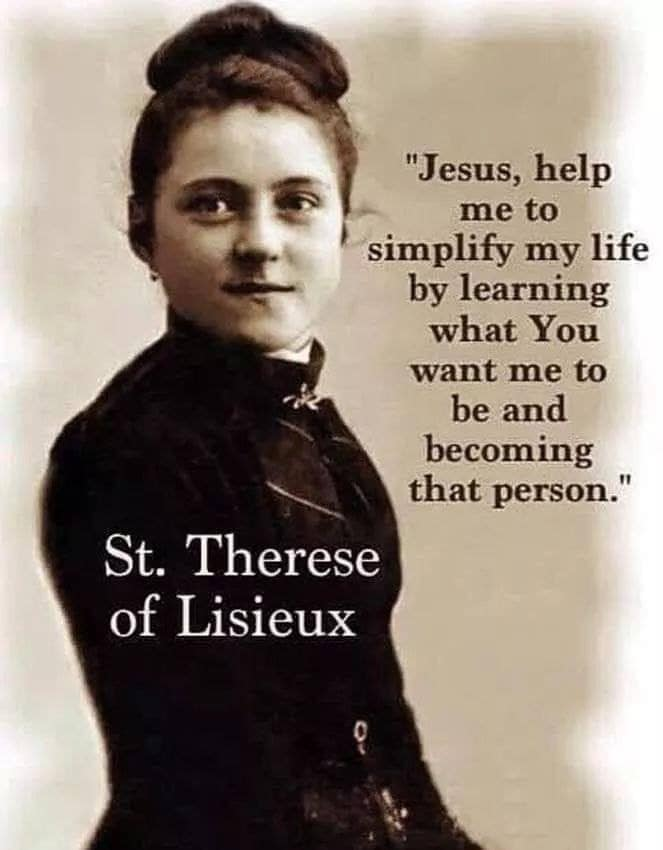 "Jesus, help
me to
simplify my life
by learning
what You
want me to
be and
becoming
that person."
St. Therese
of Lisieux